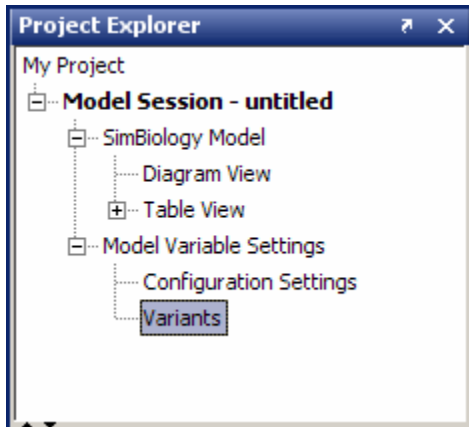 Project Explorer
My Project
Model Session - untitled
SimBiology Model
Diagram View
Table View
Model Variable Settings
Configuration Settings
Variants